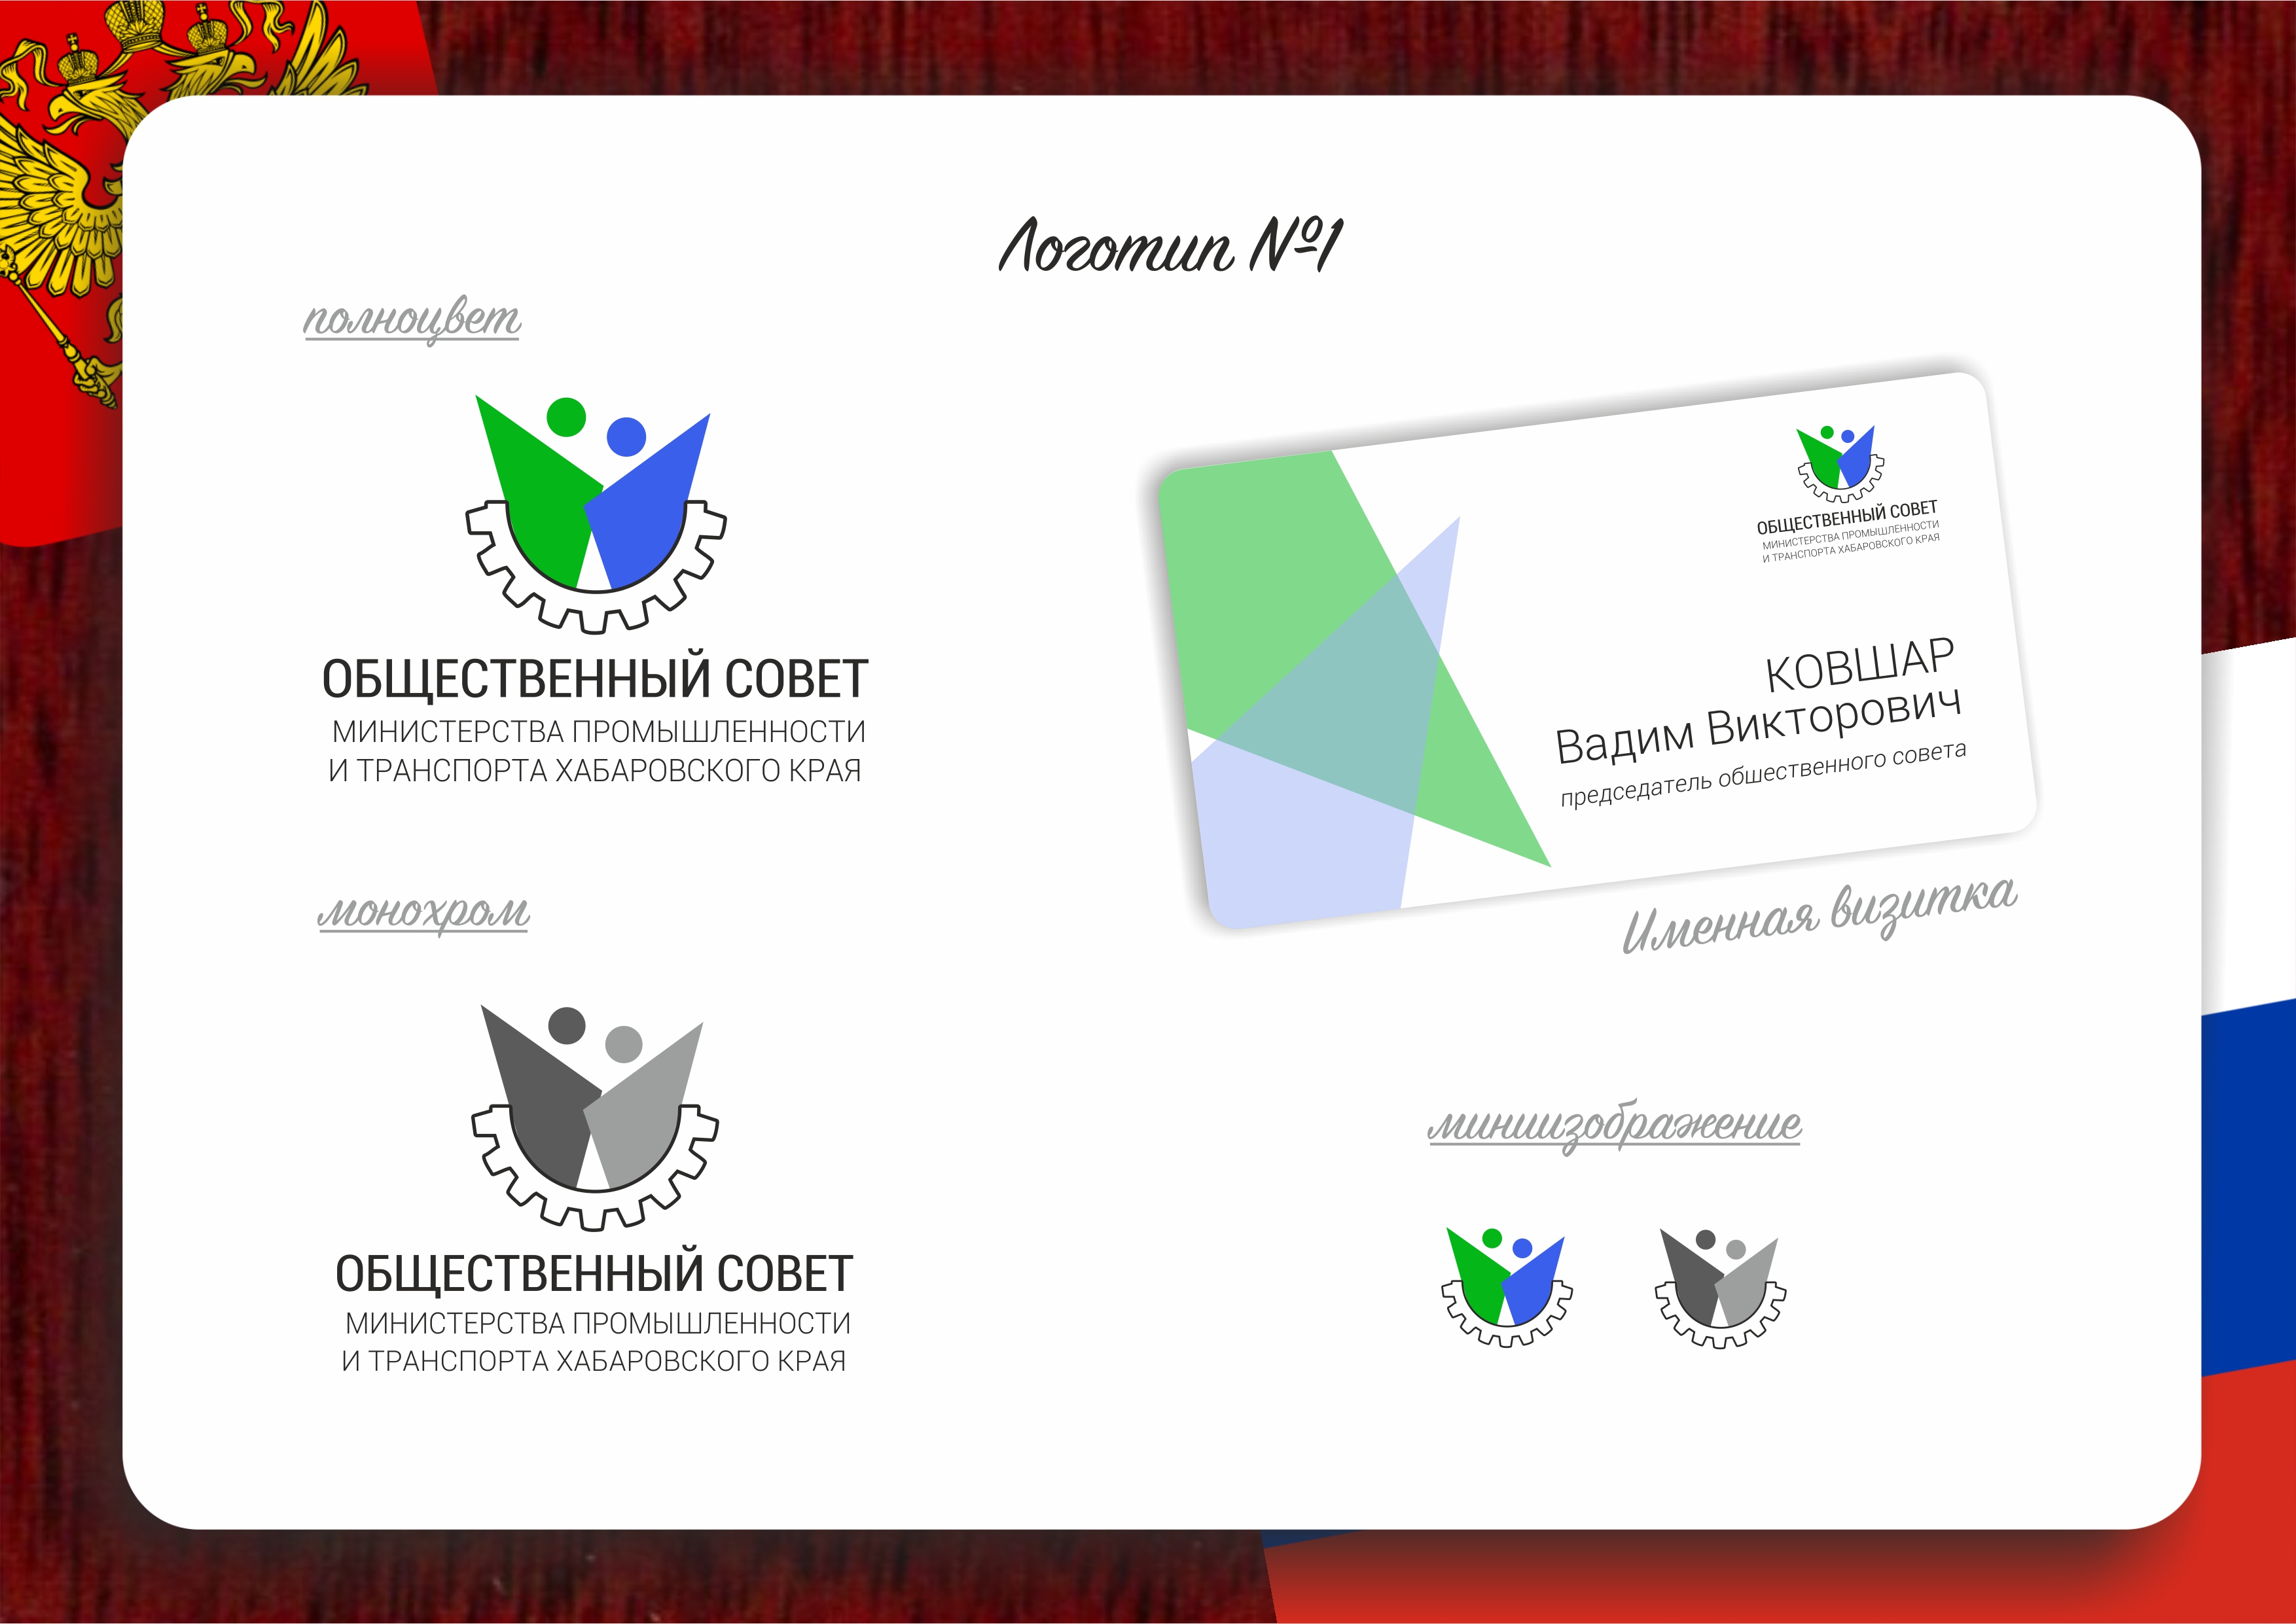 Логотип №1
полноцвет
ОБЩЕСТВЕННЫЙ СОВЕТ
МИНИСТЕРСТВА ПРОМЫШЛЕННОСТИ
И ТРАНСПОРТА ХАБАРОВСКОГО КРАЯ
ОБЩЕСТВЕННЫЙ СОВЕТ
МИНИСТЕРСТВА ПРОМЫШЛЕННОСТИ
И ТРАНСПОРТА ХАБАРОВСКОГО КРАЯ
КОВШАР
Вадим Викторович
председатель обшественного совета
Именная визитка
монохром
ОБЩЕСТВЕННЫЙ СОВЕТ
МИНИСТЕРСТВА ПРОМЫШЛЕННОСТИ
И ТРАНСПОРТА ХАБАРОВСКОГО КРАЯ
миниизображение